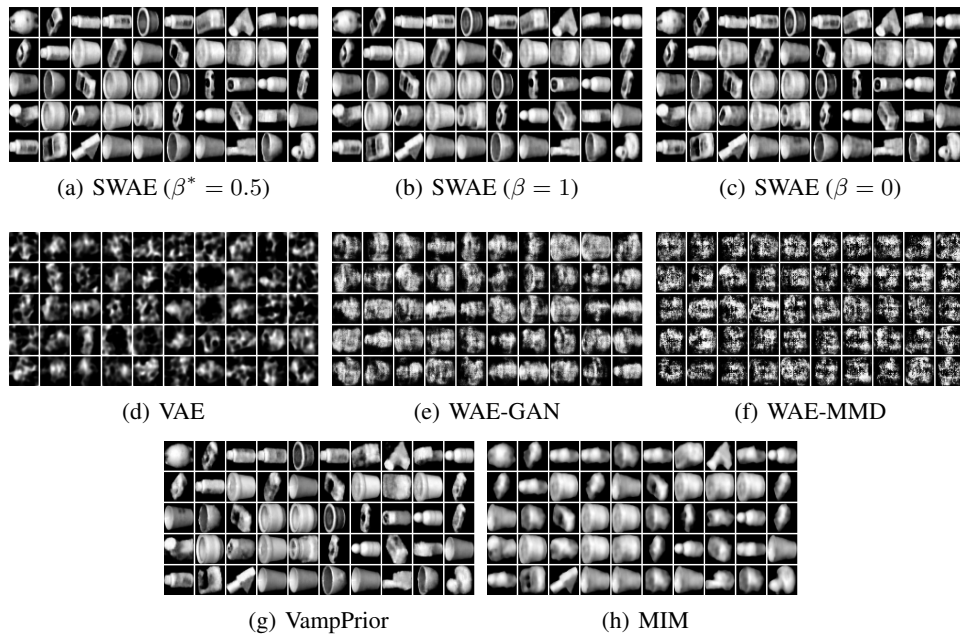 (a) SWAE (β* = 0.5)
(b) SWAE (β = 1)
(c) SWAE (β = 0)
(d) VAE
(e) WAE-GAN
(f) WAE-MMD
(g) VampPrior
(h) MIM